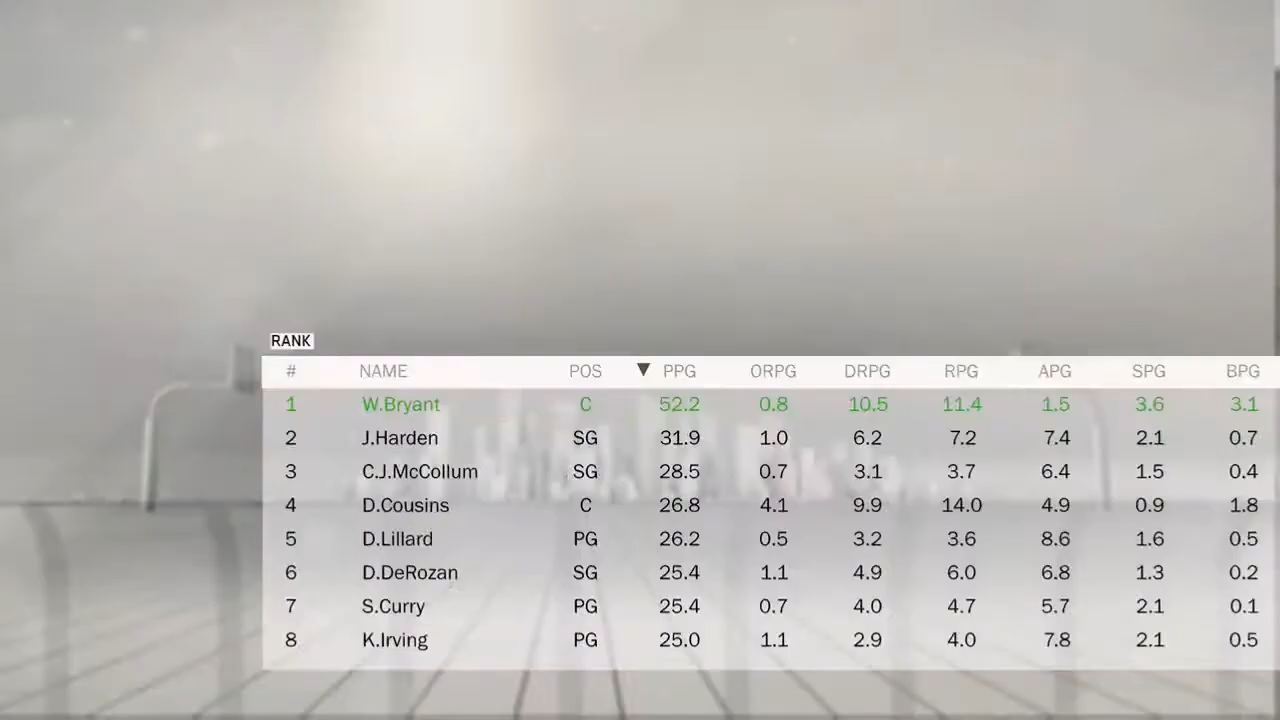 RANK
# NAME POS ▼ PPG ORPG DRPG RPG APG SPG BPG
1 W.Bryant C 52.2 0.8 10.5 11.4 1.5 3.6 3.1
2 J.Harden SG 31.9 1.0 6.2 7.2 7.4 2.1 0.7
3 C.J.McCollum SG 28.5 0.7 3.1 3.7 6.4 1.5 0.4
4 D.Cousins C 26.8 4.1 9.9 14.0 4.9 0.9 1.8
5 D.Lillard PG 26.2 0.5 3.2 3.6 8.6 1.6 0.5
6 D.DeRozan SG 25.4 1.1 4.9 6.0 6.8 1.3 0.2
7 S.Curry PG 25.4 0.7 4.0 4.7 5.7 2.1 0.1
8 K.Irving PG 25.0 1.1 2.9 4.0 7.8 2.1 0.5